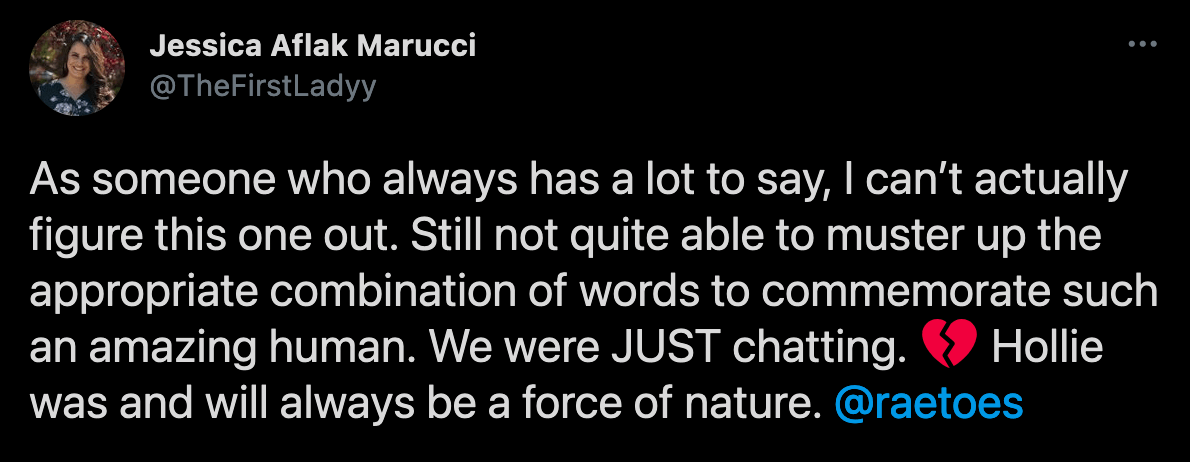 Jessica Aflak Marucci
@TheFirstLadyy
As someone who always has a lot to say, I can’t actually
figure this one out. Still not quite able to muster up the
appropriate combination of words to commemorate such
an amazing human. We were JUST chatting. 💔 Hollie
was and will always be a force of nature. @raetoes